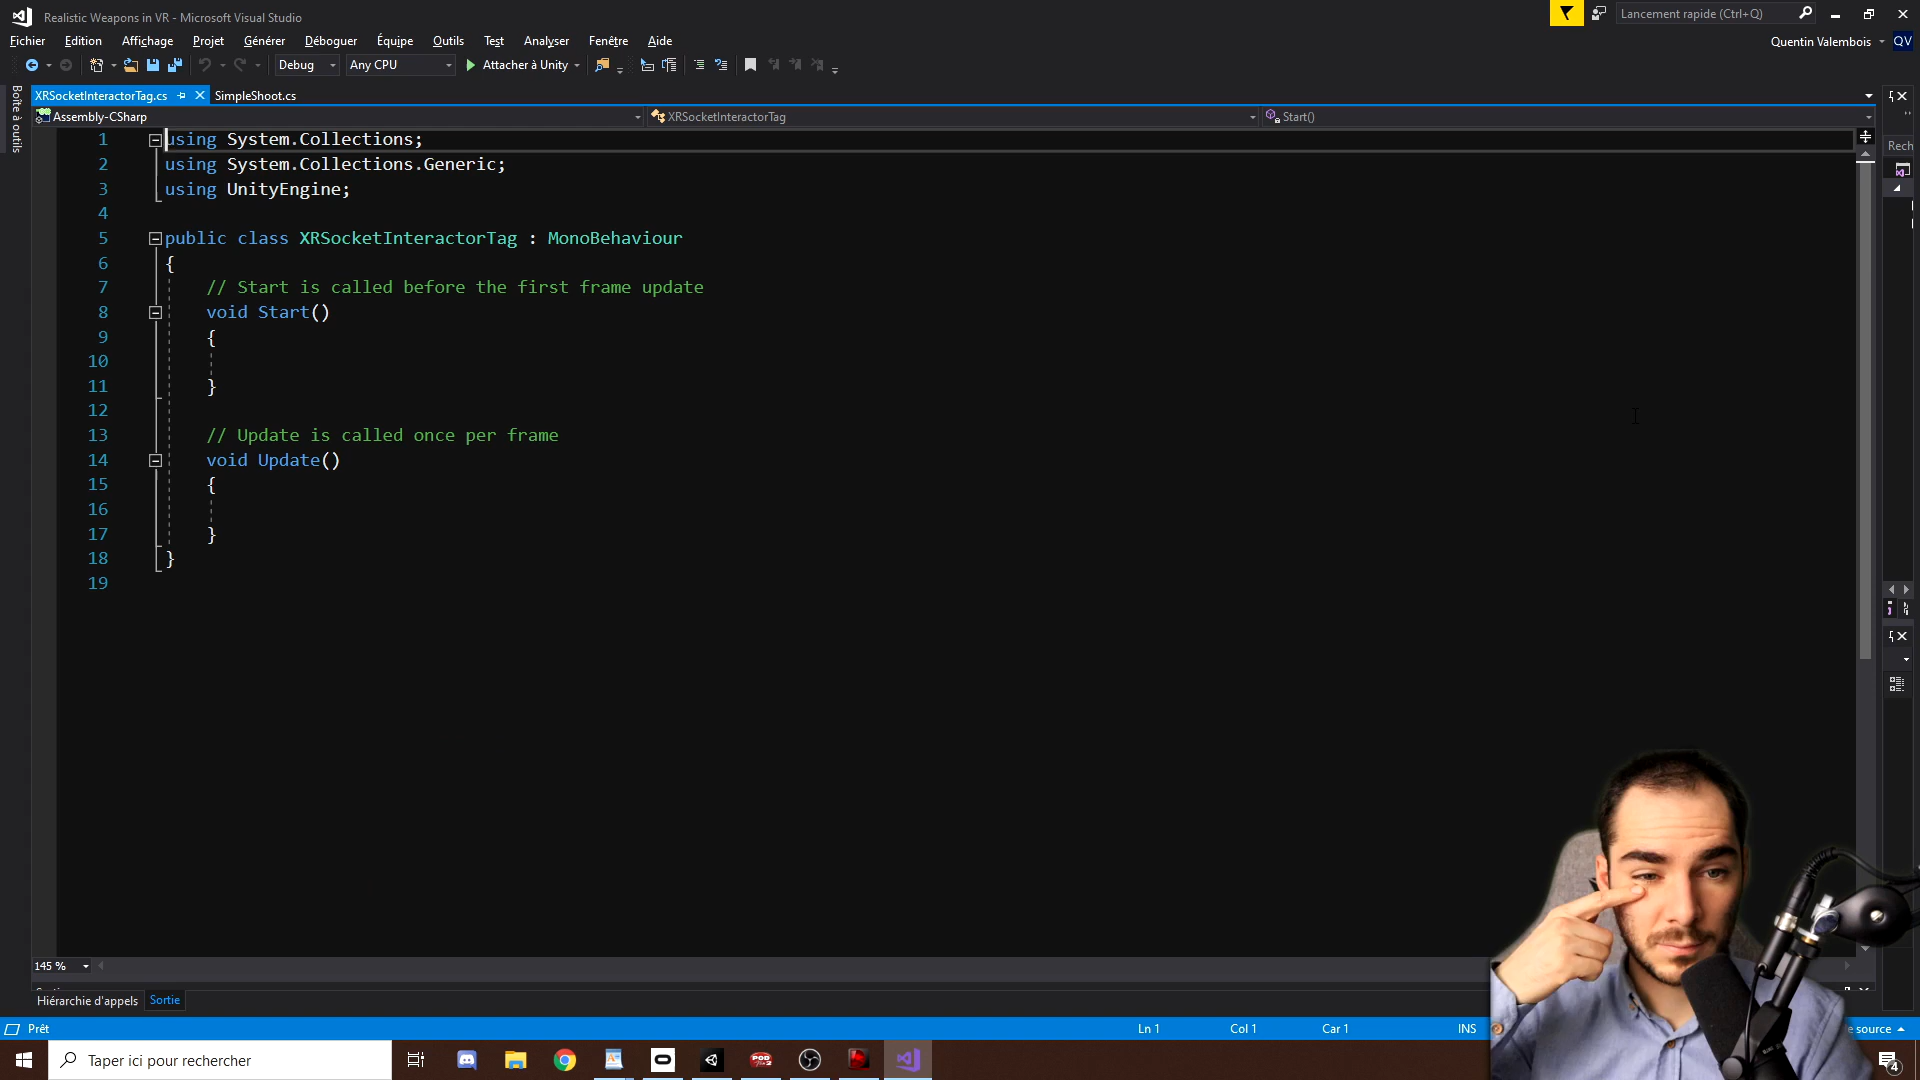 Realistic Weapons in VR - Microsoft Visual Studio
Lancement rapide (Ctrl+Q)
Fichier Edition Affichage Projet Générer Déboguer Équipe Outils Test Analyser Fenêtre Aide
Quentin Valembois QV
Debug Any CPU Attacher à Unity
Boîte à outils
XRSocketInteractorTag.cs SimpleShoot.cs
Assembly-CSharp XRSocketInteractorTag Start()
Rech
1 using System.Collections;
2 using System.Collections.Generic;
3 using UnityEngine;
4
5 public class XRSocketInteractorTag : MonoBehaviour
6 {
7 // Start is called before the first frame update
8 void Start()
9 {
10
11 }
12
13 // Update is called once per frame
14 void Update()
15 {
16
17 }
18 }
19
145 %
Hiérarchie d'appels Sortie
Prêt Ln 1 Col 1 Car 1 INS source
Taper ici pour rechercher
4